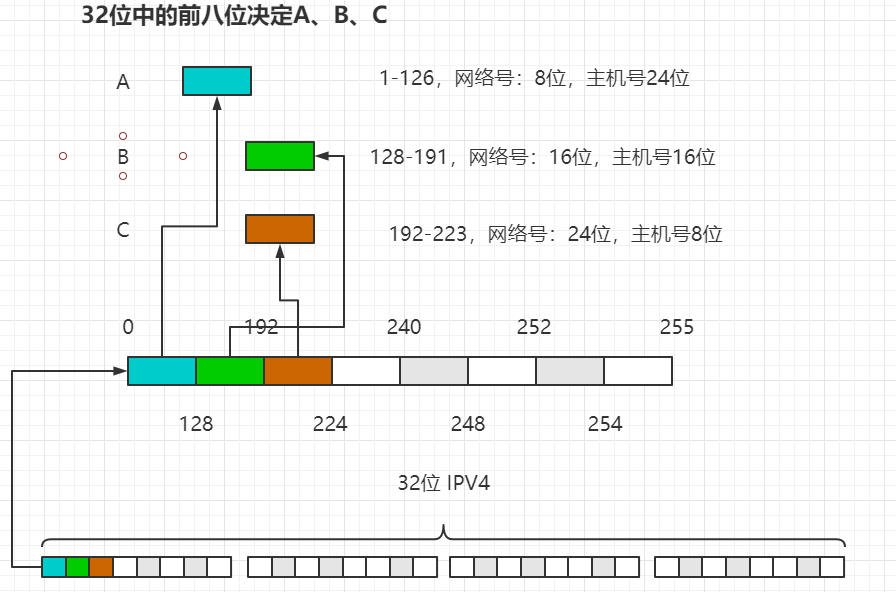 32位中的前八位决定A、B、C
A
1-126，网络号：8位，主机号24位
B
128-191，网络号：16位，主机号16位
C
192-223，网络号：24位，主机号8位
0 192 240 252 255
128 224 248 254
32位 IPV4